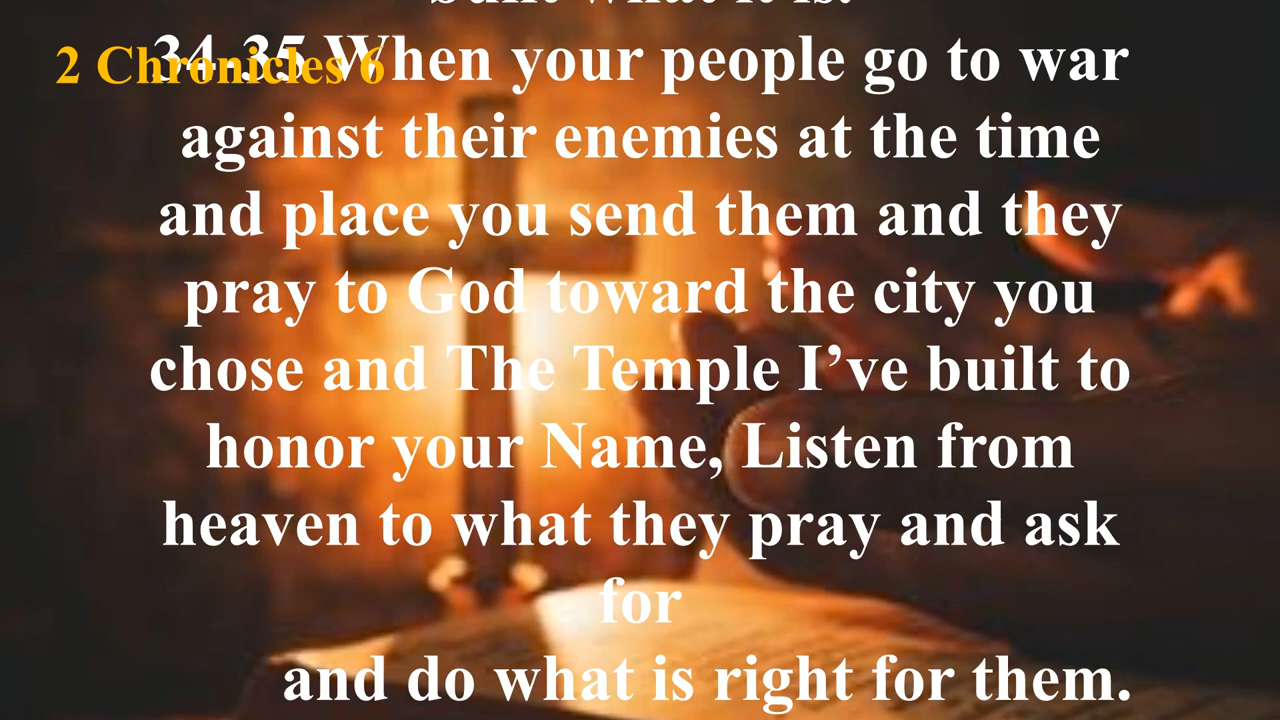 2 Chronicles 6
34-35 When your people go to war
against their enemies at the time
and place you send them and they
pray to God toward the city you
chose and The Temple I’ve built to
honor your Name, Listen from
heaven to what they pray and ask
for
and do what is right for them.